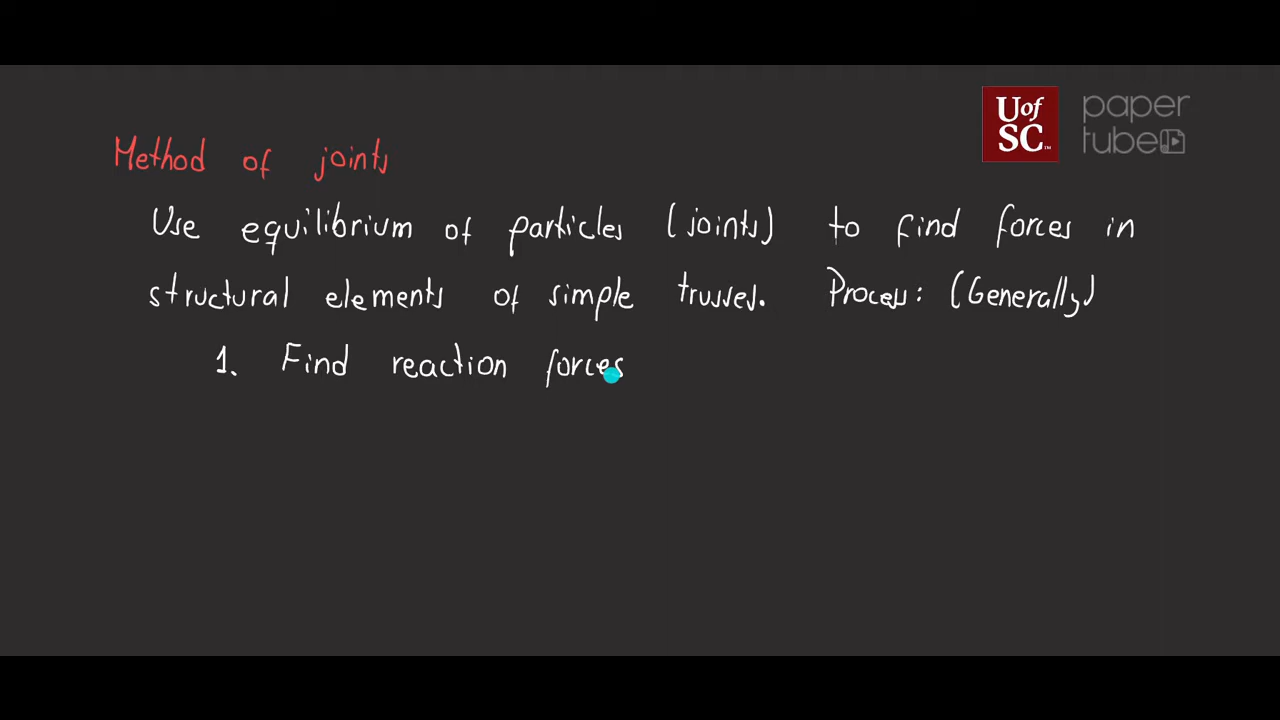 UofSC™
paper
tube
Method of joints
Use equilibrium of particles (joints) to find forces in
structural elements of simple trusses. Process: (Generally)
1. Find reaction forces